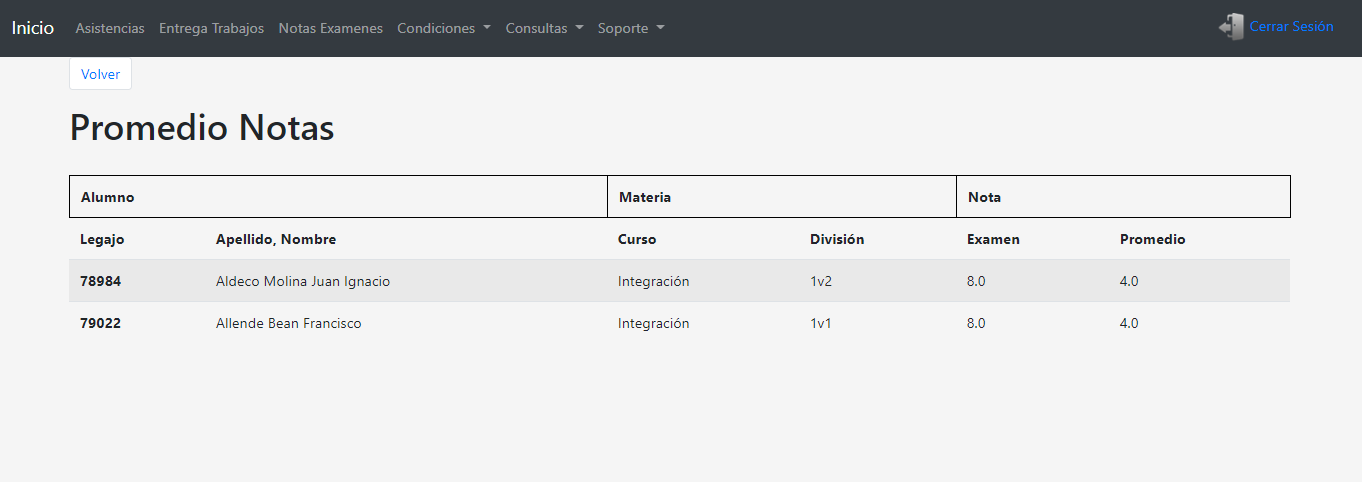 Inicio Asistencias Entrega Trabajos Notas Examenes Condiciones Consultas Soporte Cerrar Sesión
Volver
Promedio Notas
Alumno Materia Nota
Legajo Apellido, Nombre Curso División Examen Promedio
78984 Aldeco Molina Juan Ignacio Integración 1v2 8.0 4.0
79022 Allende Bean Francisco Integración 1v1 8.0 4.0